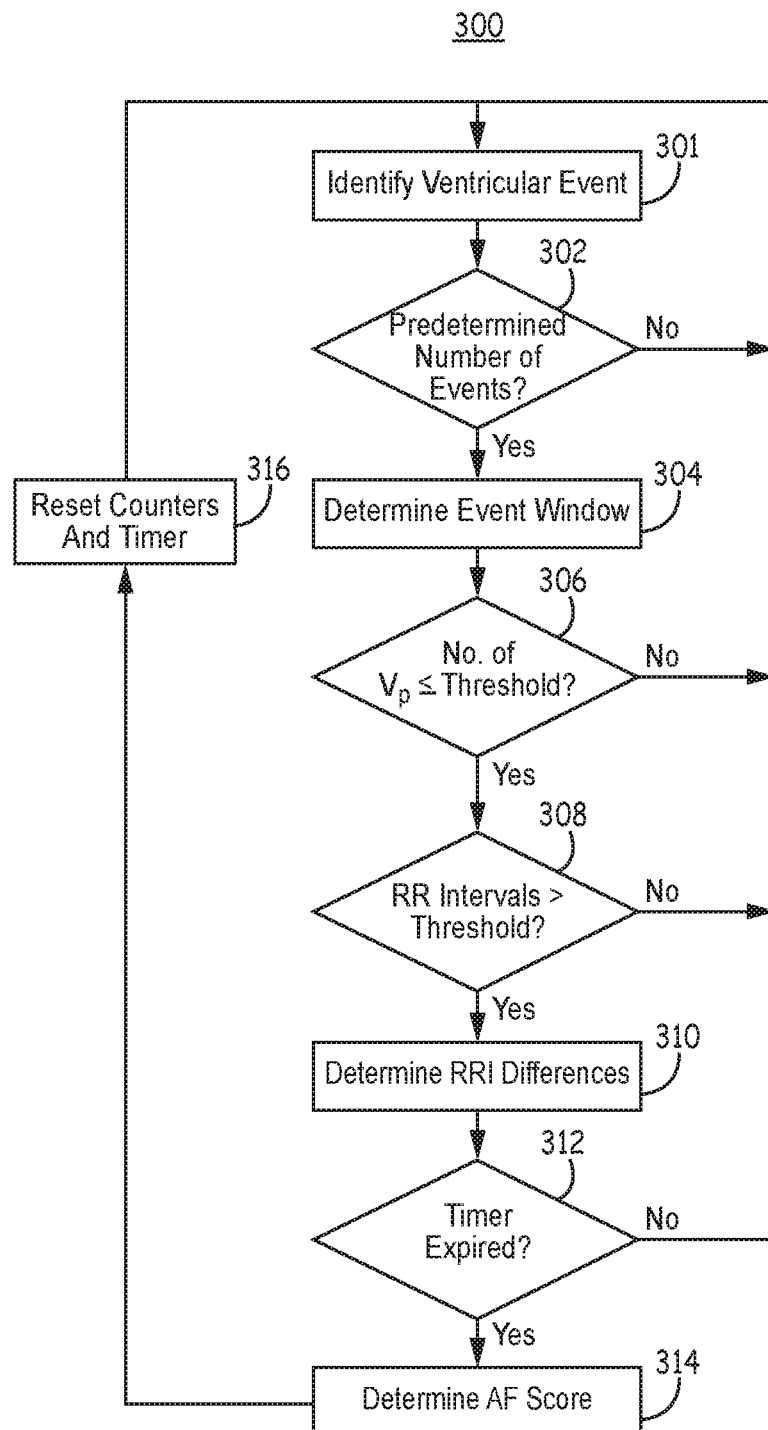 300
301
Identify Ventricular Event
302
Predetermined
Number of
Events?
No
Yes
316
304
Reset Counters
And Timer
Determine Event Window
306
No. of
Vp ≤ Threshold?
No
Yes
308
RR Intervals >
Threshold?
No
Yes
310
Determine RRI Differences
312
Timer
Expired?
No
Yes
314
Determine AF Score